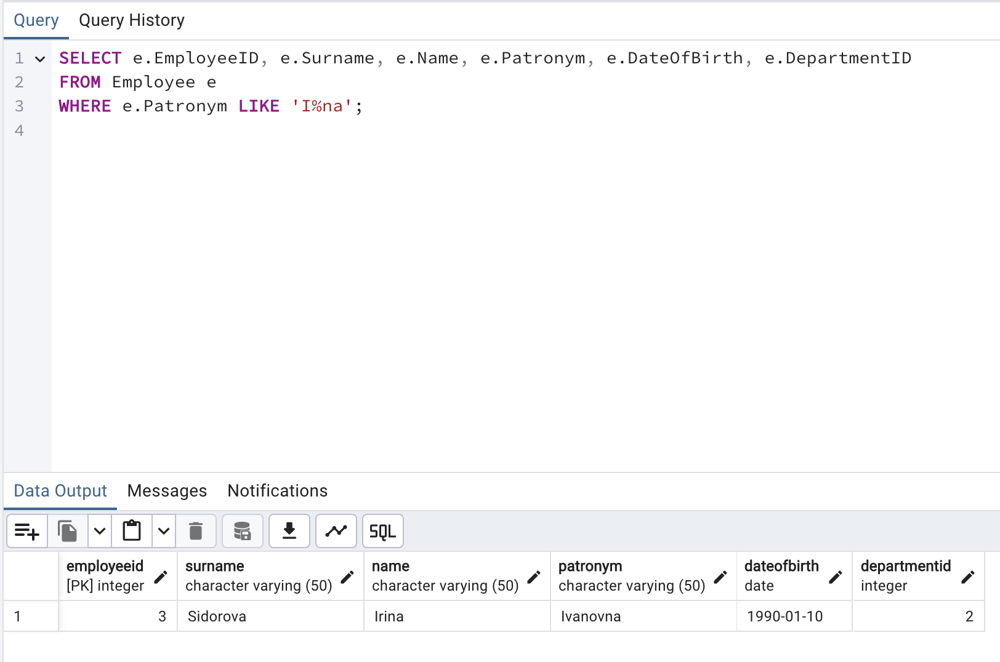 Query Query History
1 SELECT e.EmployeeID, e.Surname, e.Name, e.Patronym, e.DateOfBirth, e.DepartmentID
2 FROM Employee e
3 WHERE e.Patronym LIKE 'I%na';
4
Data Output Messages Notifications
SQL
employeeid surname name patronym dateofbirth departmentid
[PK] integer character varying (50) character varying (50) character varying (50) date integer
1 3 Sidorova Irina Ivanovna 1990-01-10 2